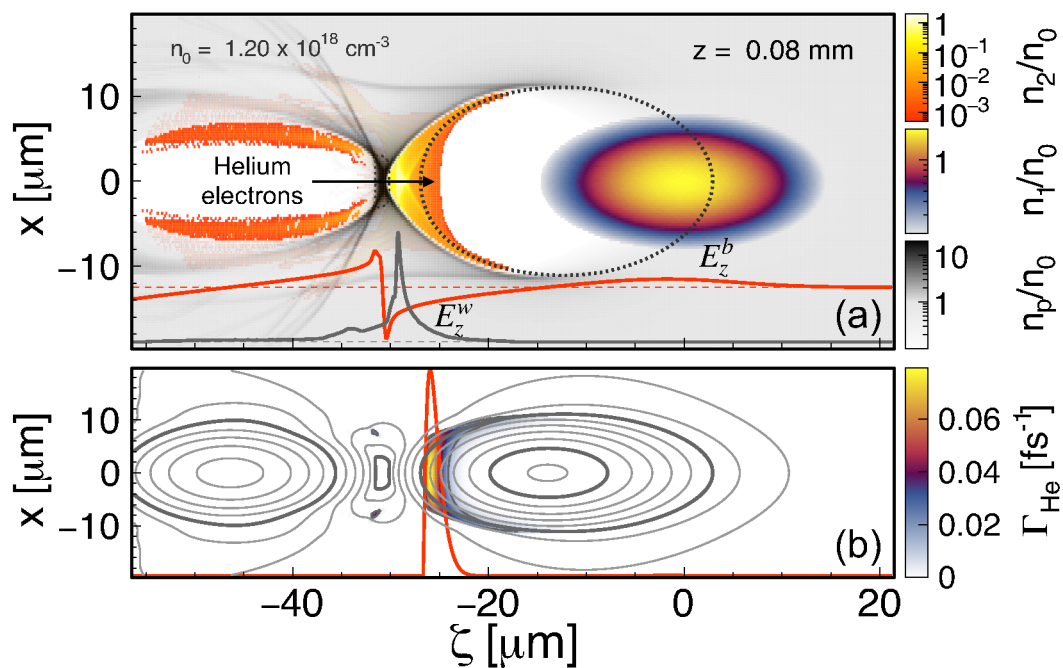 n₀ = 1.20 x 10¹⁸ cm⁻³
z = 0.08 mm
x [µm]
10
0
−10
Helium
electrons
E_z^b
E_z^w
(a)
1
10⁻¹
10⁻²
10⁻³
n₂/n₀
1
n₁/n₀
10
1
nₚ/n₀
x [µm]
10
0
−10
(b)
0.06
0.04
0.02
0
Γ_He [fs⁻¹]
−40
−20
0
20
ζ [µm]